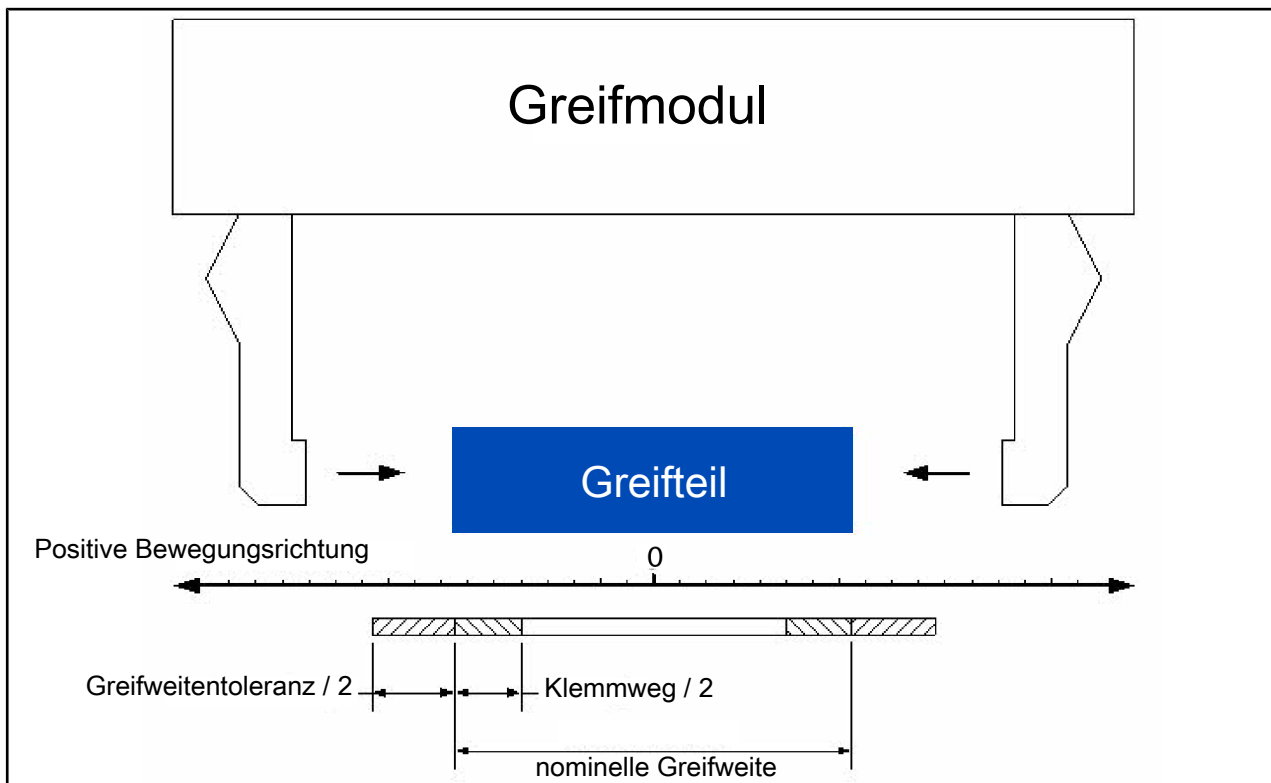 Greifmodul
Greifteil
Positive Bewegungsrichtung
0
Greifweitentoleranz / 2
Klemmweg / 2
nominelle Greifweite